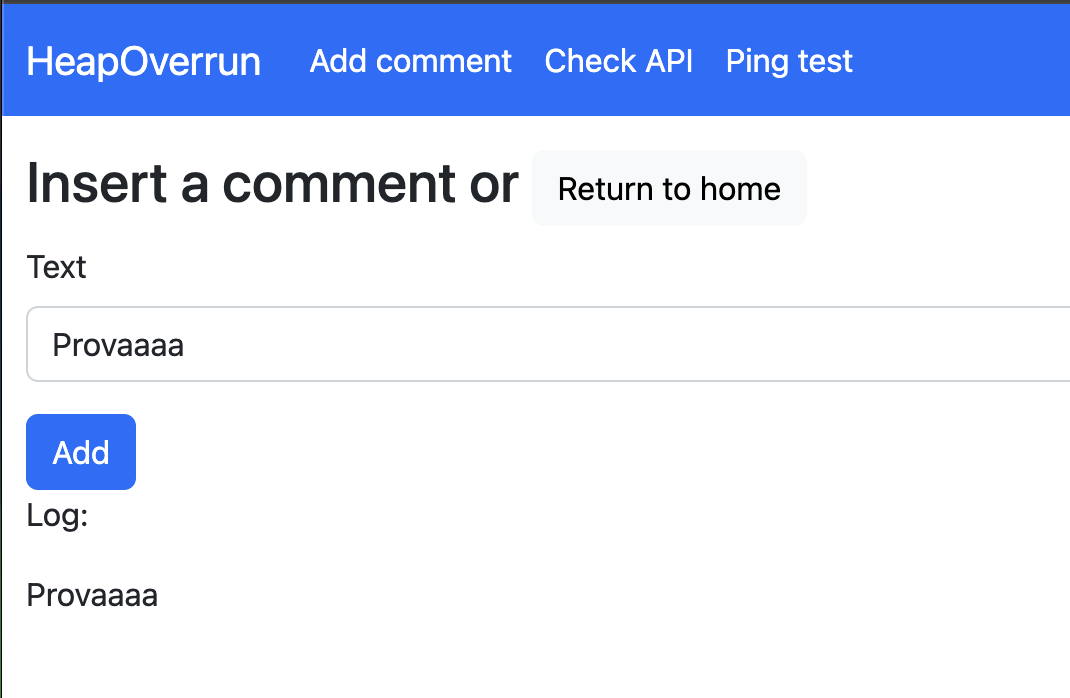 HeapOverrun Add comment Check API Ping test
Insert a comment or Return to home
Text
Provaaaa
Add
Log:
Provaaaa